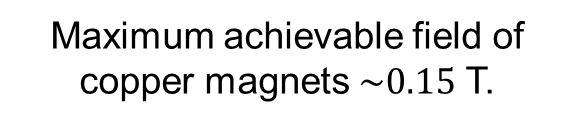 Maximum achievable field of
copper magnets ~0.15 T.